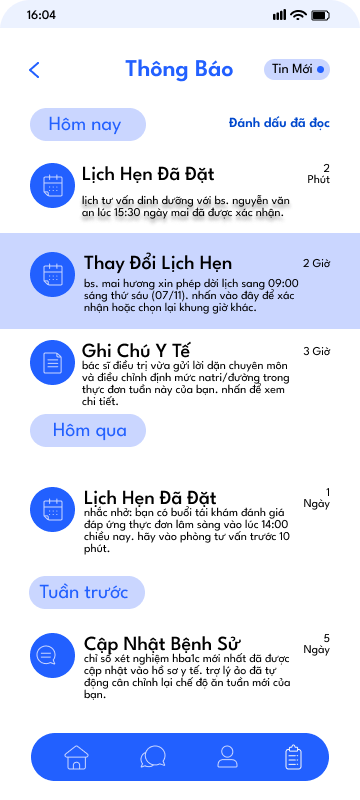 16:04
Thông Báo
Tin Mới
Hôm nay
Đánh dấu đã đọc
Lịch Hẹn Đã Đặt
2
Phút
lịch tư vấn dinh dưỡng với bs. nguyễn văn
an lúc 15:30 ngày mai đã được xác nhận.
Thay Đổi Lịch Hẹn
2 Giờ
bs. mai hương xin phép dời lịch sang 09:00
sáng thứ sáu (07/11). nhấn vào đây để xác
nhận hoặc chọn lại khung giờ khác.
Ghi Chú Y Tế
3 Giờ
bác sĩ điều trị vừa gửi lời dặn chuyên môn
và điều chỉnh định mức natri/đường trong
thực đơn tuần này của bạn. nhấn để xem
chi tiết.
Hôm qua
Lịch Hẹn Đã Đặt
1
Ngày
nhắc nhở: bạn có buổi tái khám đánh giá
đáp ứng thực đơn lâm sàng vào lúc 14:00
chiều nay. hãy vào phòng tư vấn trước 10
phút.
Tuần trước
Cập Nhật Bệnh Sử
5
Ngày
chỉ số xét nghiệm hba1c mới nhất đã được
cập nhật vào hồ sơ y tế. trợ lý ảo đã tự
động cân chỉnh lại chế độ ăn tuần mới của
bạn.